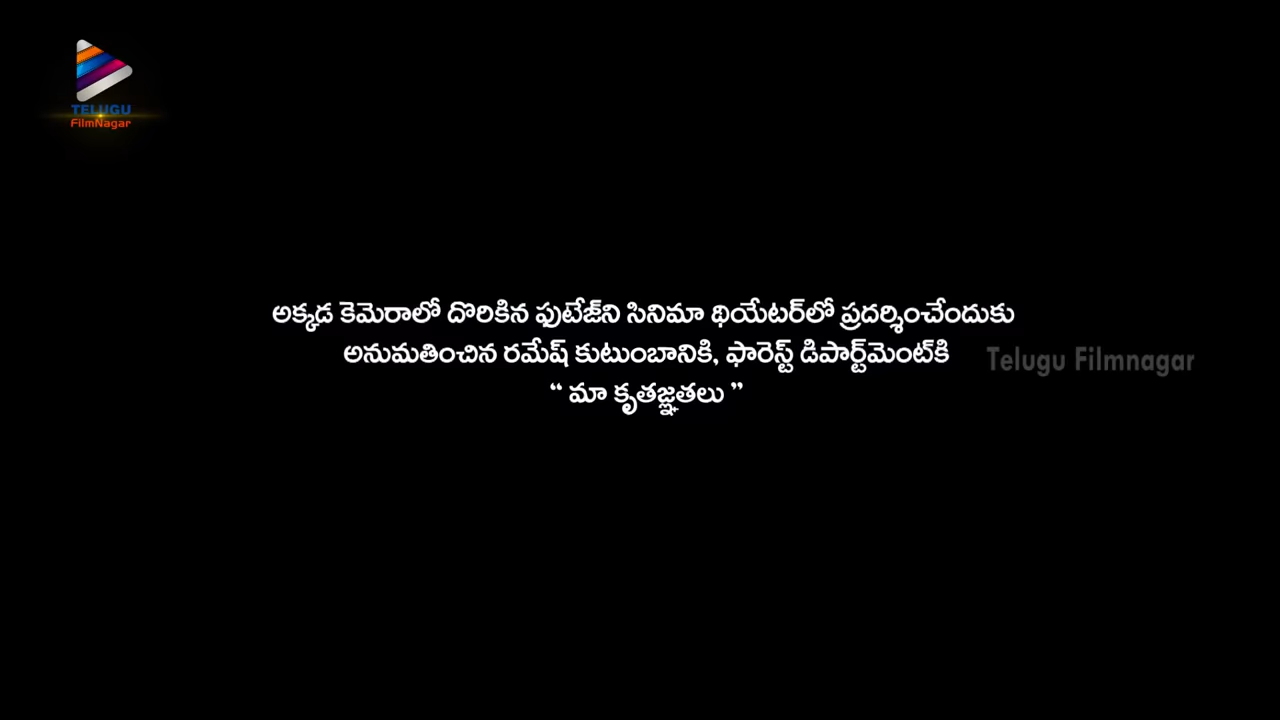 TELUGU
FilmNagar
అక్కడ కెమెరాలో దొరికిన ఫుటేజ్‌ని సినిమా థియేటర్‌లో ప్రదర్శించేందుకు
అనుమతించిన రమేష్ కుటుంబానికి, ఫారెస్ట్ డిపార్ట్‌మెంట్‌కి
“ మా కృతజ్ఞతలు ”
Telugu Filmnagar